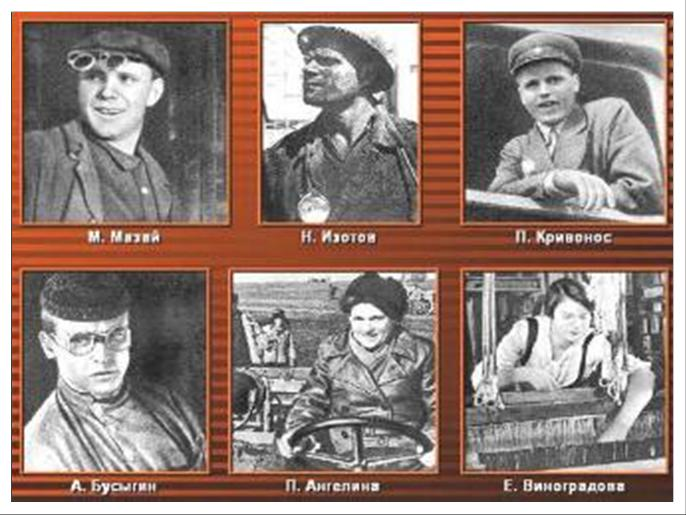 М. Мазай
Н. Изотов
П. Кривонос
А. Бусыгин
П. Ангелина
Е. Виноградова